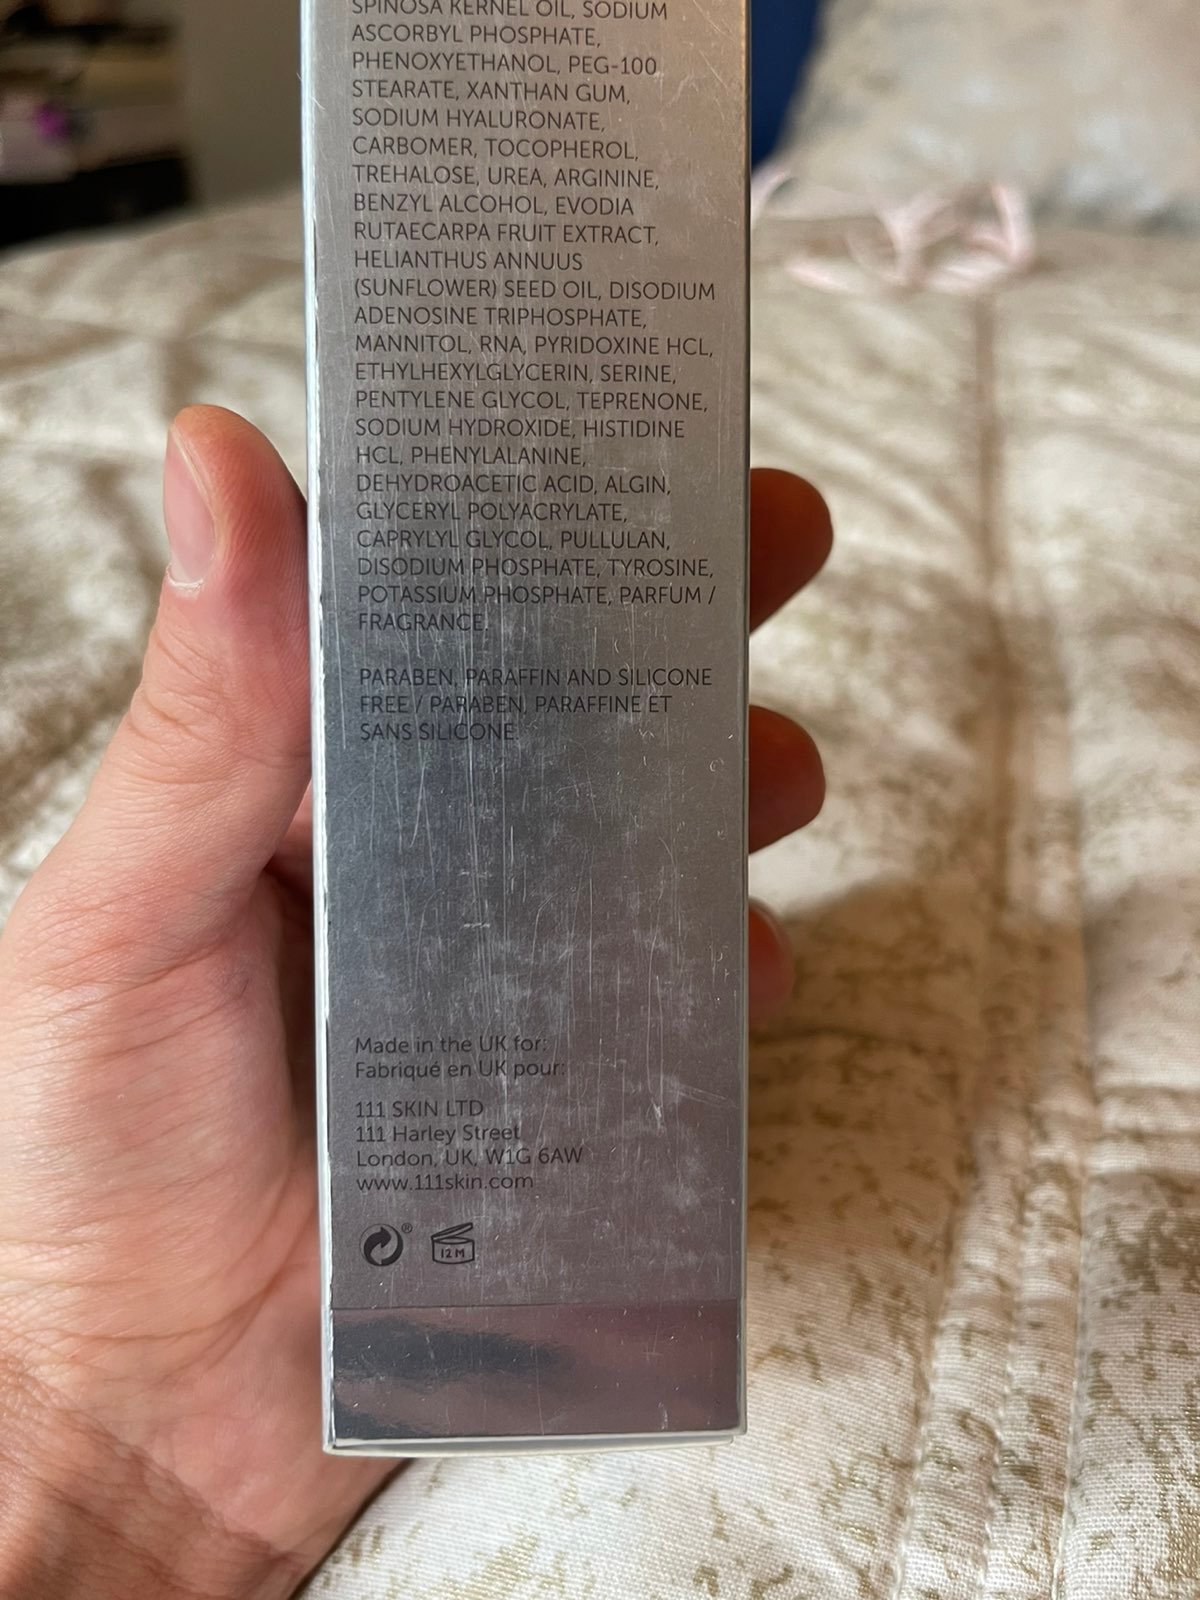 SPINOSA KERNEL OIL, SODIUM
ASCORBYL PHOSPHATE,
PHENOXYETHANOL, PEG-100
STEARATE, XANTHAN GUM,
SODIUM HYALURONATE,
CARBOMER, TOCOPHEROL,
TREHALOSE, UREA, ARGININE,
BENZYL ALCOHOL, EVODIA
RUTAECARPA FRUIT EXTRACT,
HELIANTHUS ANNUUS
(SUNFLOWER) SEED OIL, DISODIUM
ADENOSINE TRIPHOSPHATE,
MANNITOL, RNA, PYRIDOXINE HCL,
ETHYLHEXYLGLYCERIN, SERINE,
PENTYLENE GLYCOL, TEPRENONE,
SODIUM HYDROXIDE, HISTIDINE
HCL, PHENYLALANINE,
DEHYDROACETIC ACID, ALGIN,
GLYCERYL POLYACRYLATE,
CAPRYLYL GLYCOL, PULLULAN,
DISODIUM PHOSPHATE, TYROSINE,
POTASSIUM PHOSPHATE, PARFUM /
FRAGRANCE.
PARABEN, PARAFFIN AND SILICONE
FREE / PARABEN, PARAFFINE ET
SANS SILICONE
Made in the UK for:
Fabriqué en UK pour:
111 SKIN LTD
111 Harley Street
London, UK, W1G 6AW
www.111skin.com
® 12 M